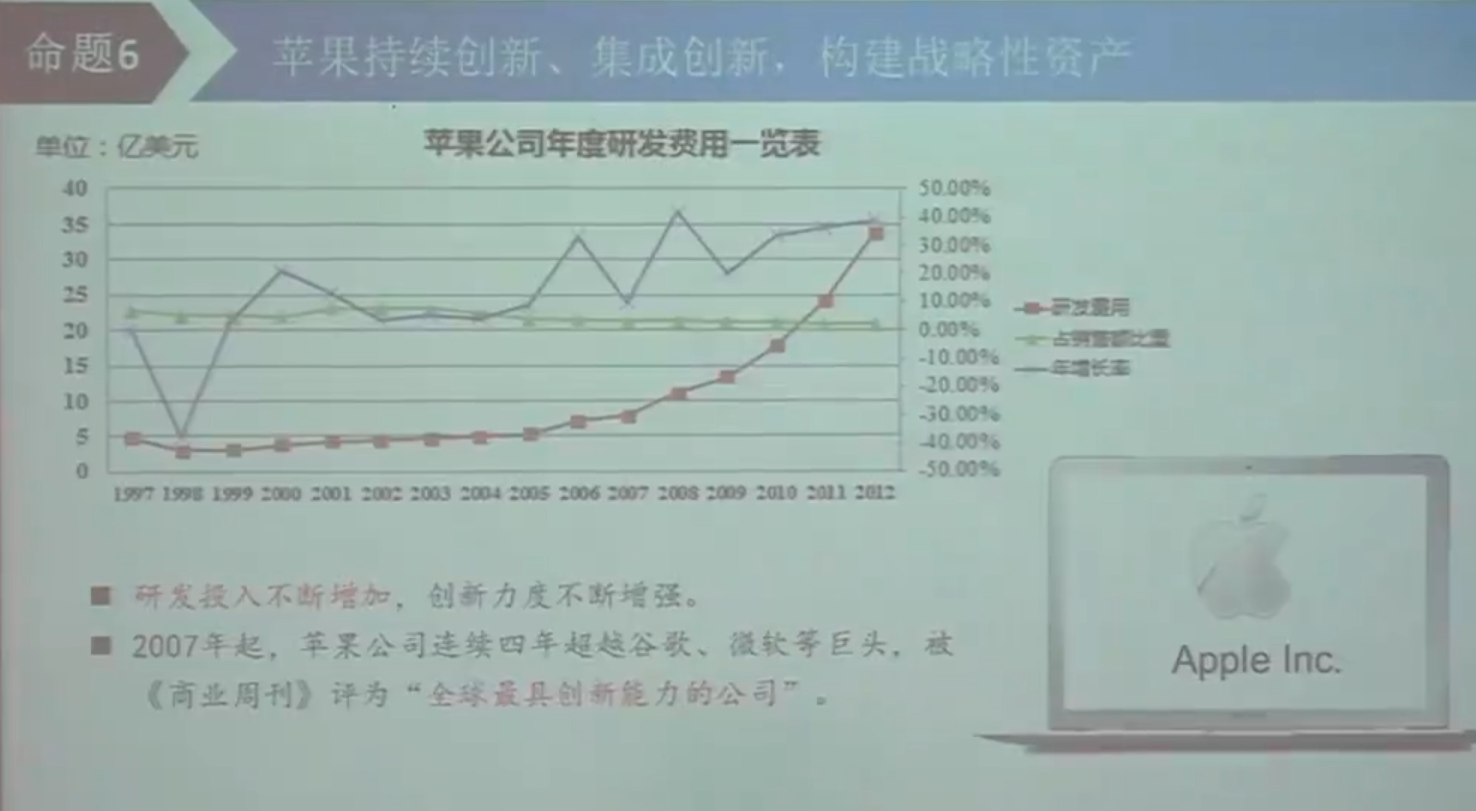 命题6
苹果持续创新、集成创新，构建战略性资产
单位：亿美元
苹果公司年度研发费用一览表
40
35
30
25
20
15
10
5
0
50.00%
40.00%
30.00%
20.00%
10.00%
0.00%
-10.00%
-20.00%
-30.00%
-40.00%
-50.00%
1997 1998 1999 2000 2001 2002 2003 2004 2005 2006 2007 2008 2009 2010 2011 2012
研发费用
占销售额比重
年增长率
研发投入不断增加，创新力度不断增强。
2007年起，苹果公司连续四年超越谷歌、微软等巨头，被
《商业周刊》评为“全球最具创新能力的公司”。
Apple Inc.